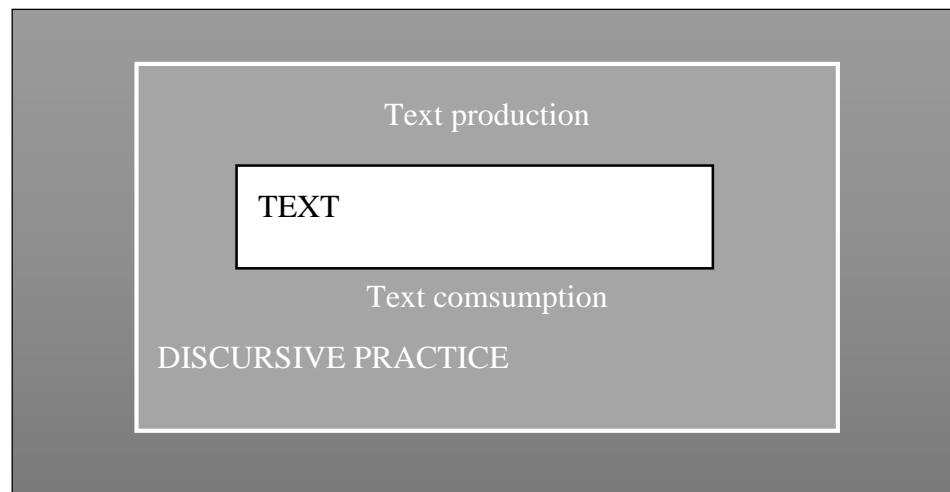 Text production
TEXT
Text comsumption
DISCURSIVE PRACTICE